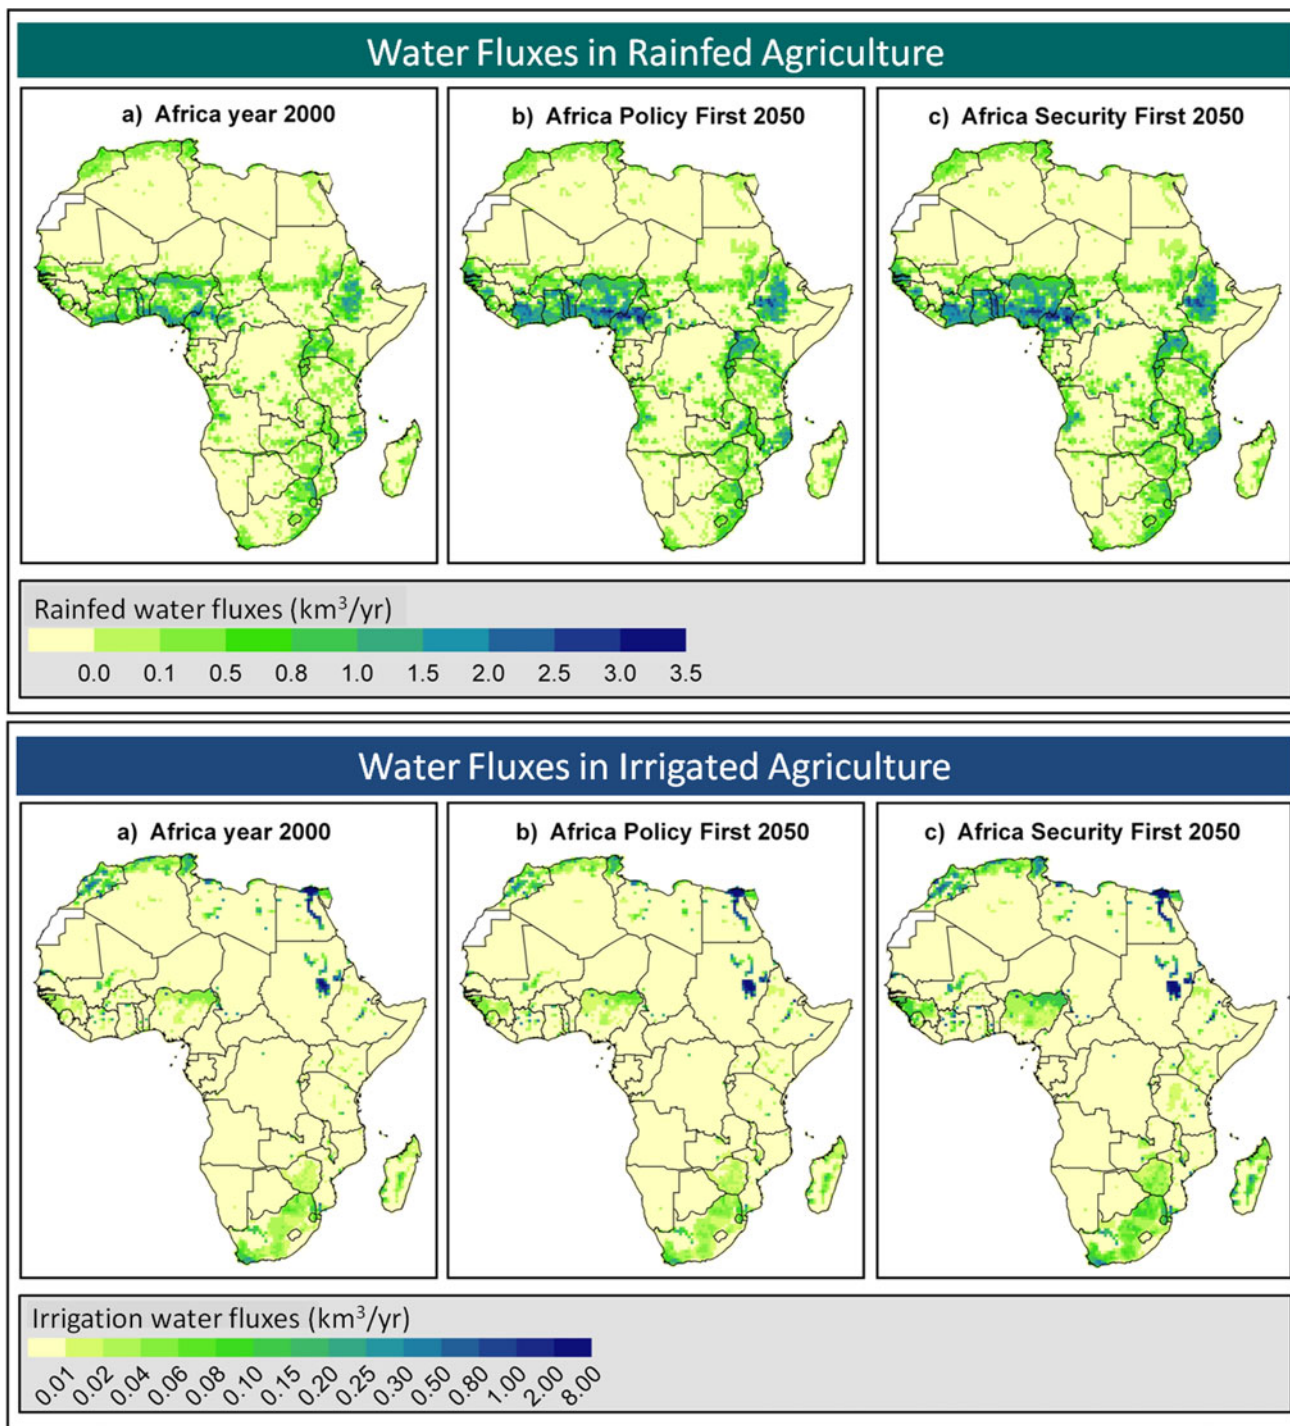 Water Fluxes in Rainfed Agriculture
a) Africa year 2000
b) Africa Policy First 2050
c) Africa Security First 2050
Rainfed water fluxes (km³/yr)
0.0 0.1 0.5 0.8 1.0 1.5 2.0 2.5 3.0 3.5
Water Fluxes in Irrigated Agriculture
a) Africa year 2000
b) Africa Policy First 2050
c) Africa Security First 2050
Irrigation water fluxes (km³/yr)
0.01 0.02 0.04 0.06 0.08 0.10 0.15 0.20 0.25 0.30 0.50 0.80 1.00 2.00 8.00